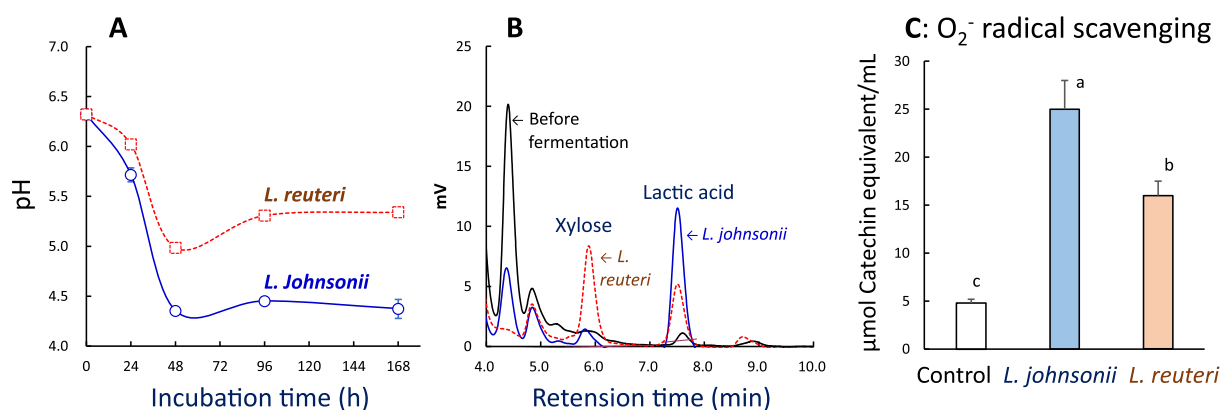 A
7.0
6.5
6.0
5.5
5.0
4.5
4.0
pH
L. reuteri
L. Johnsonii
0 24 48 72 96 120 144 168
Incubation time (h)
B
25
20
15
10
5
0
mv
← Before
fermentation
Lactic acid
Xylose
← L. johnsonii
← L.
reuteri
4.0 5.0 6.0 7.0 8.0 9.0 10.0
Retension time (min)
C: O₂⁻ radical scavenging
30
25
20
15
10
5
0
µmol Catechin equivalent/mL
a
b
c
Control L. johnsonii L. reuteri